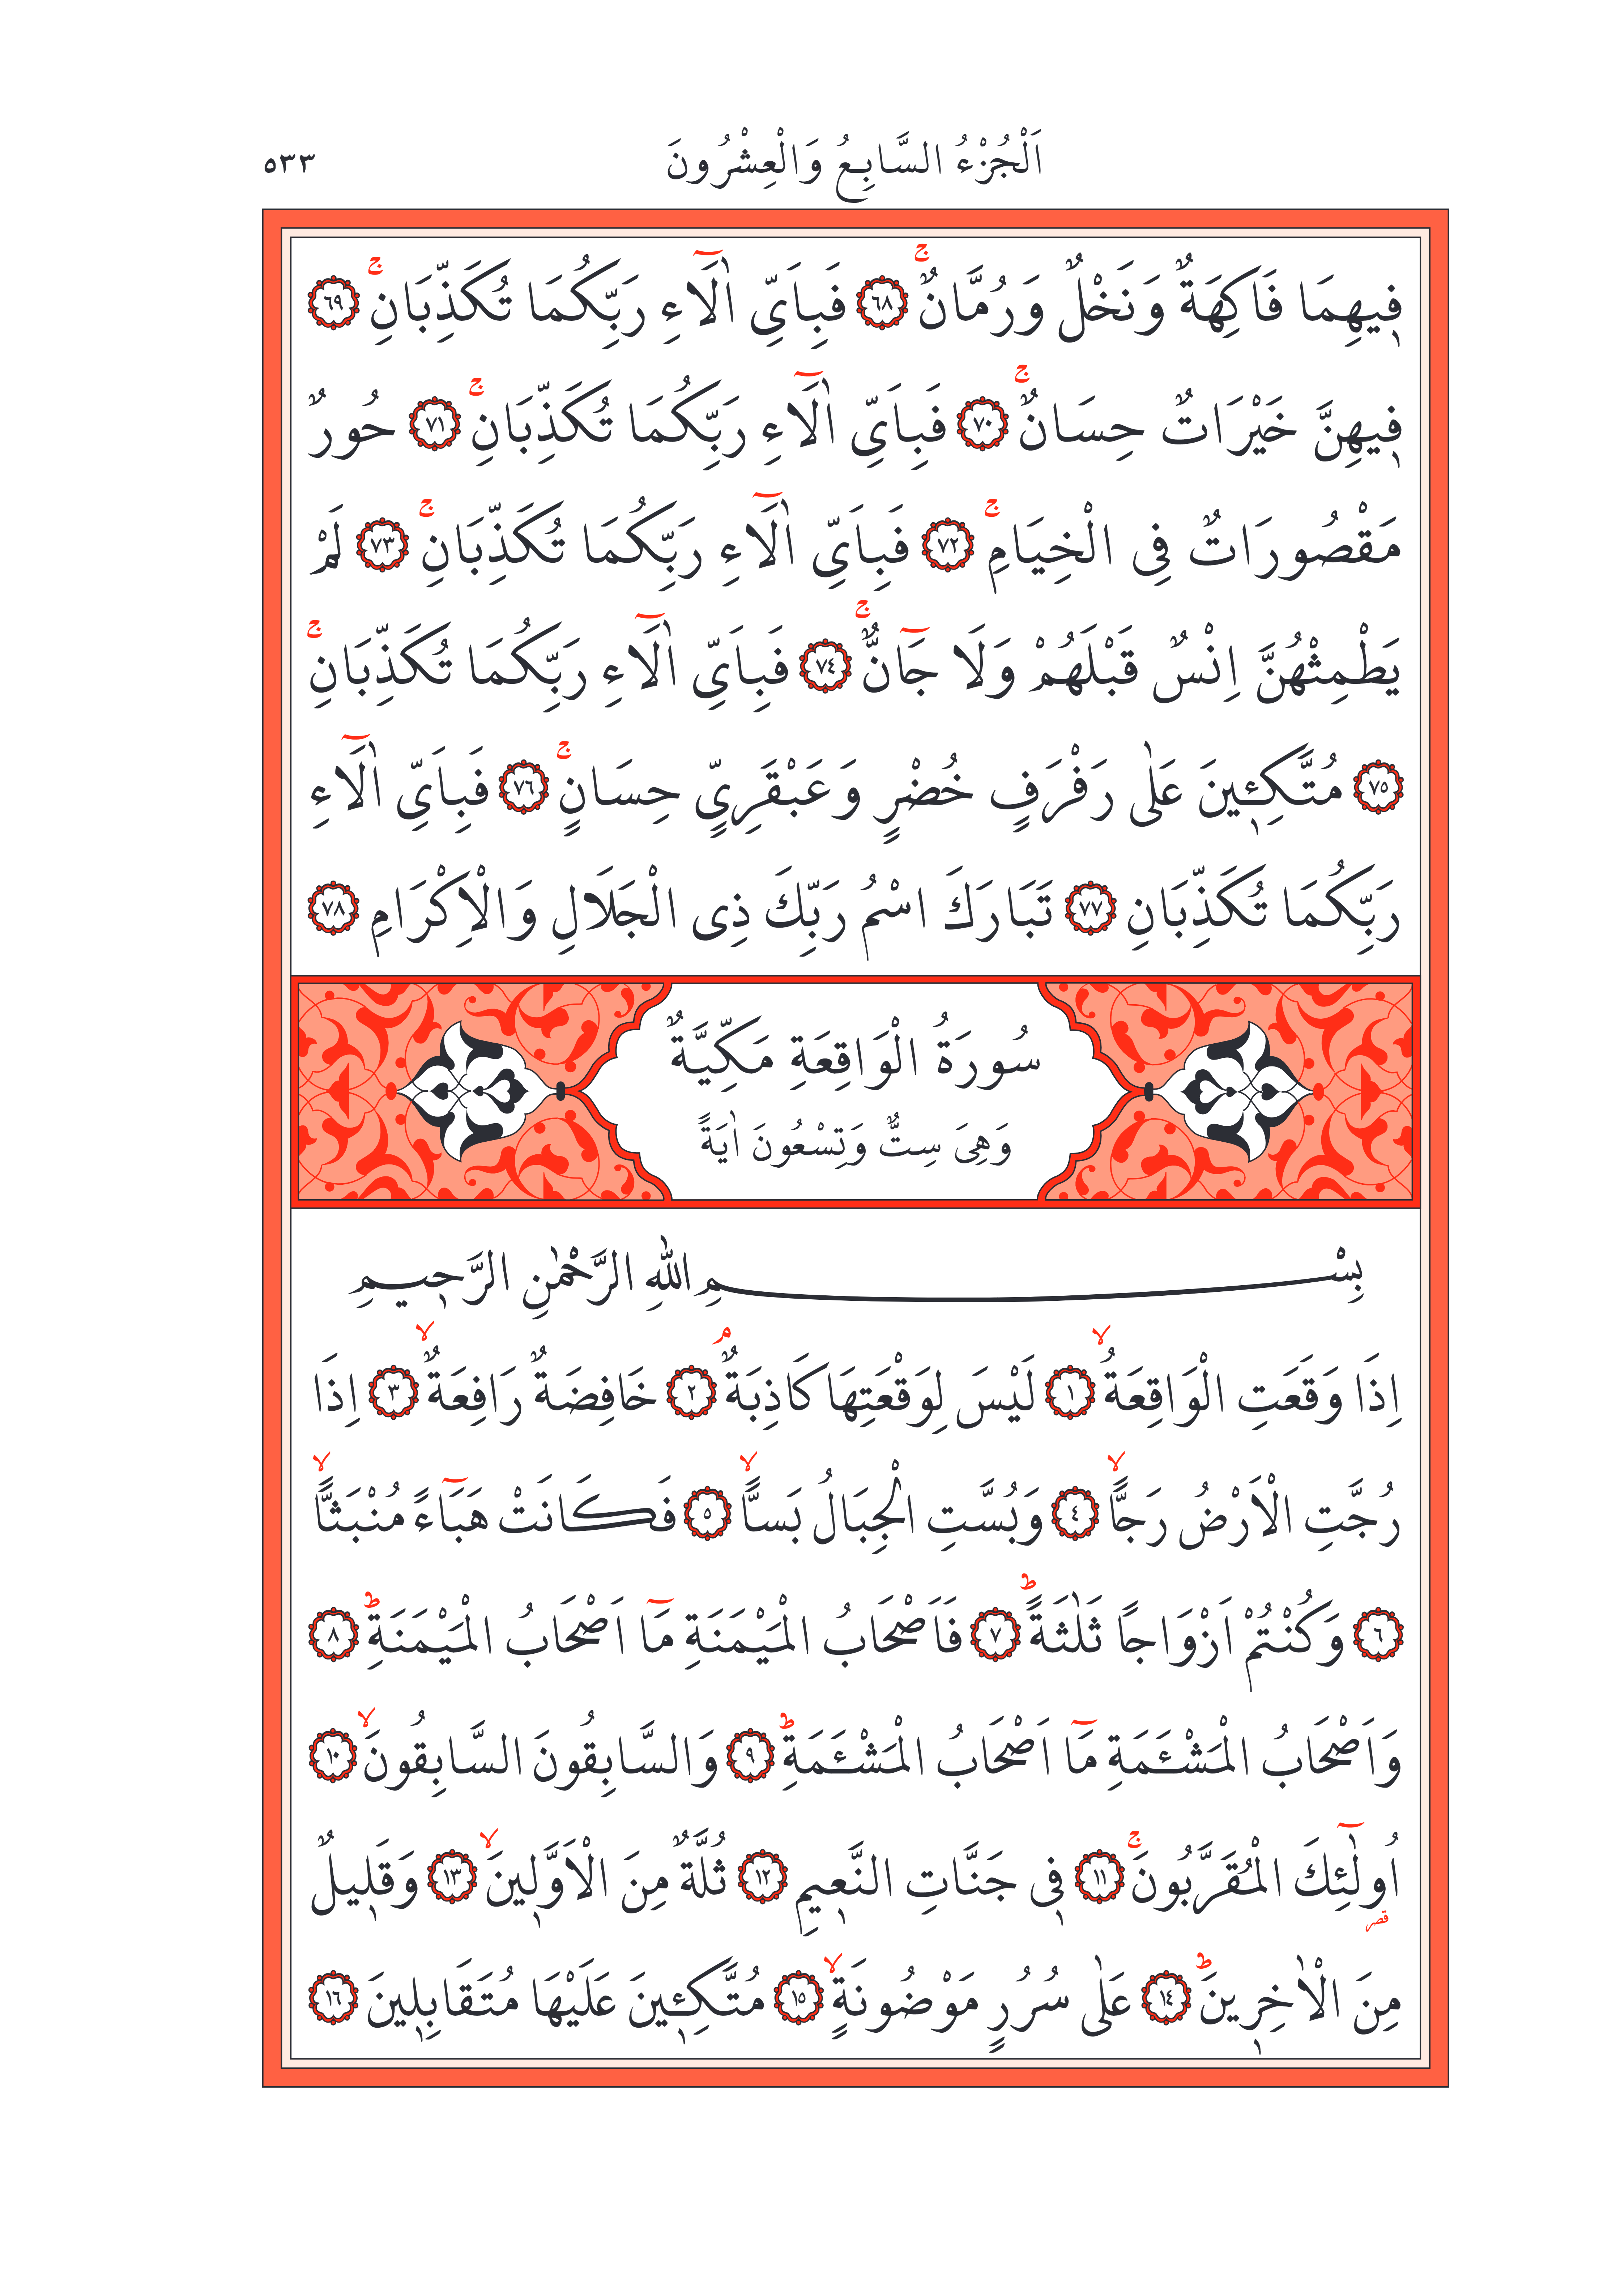 اَلْجُزْءُ السَّابِعُ وَالْعِشْرُونَ ٥٣٣
ف۪يهِمَا فَاكِهَةٌ وَنَخْلٌ وَرُمَّانٌۚ ﴿٦٨﴾ فَبِاَيِّ اٰلَٓاءِ رَبِّكُمَا تُكَذِّبَانِۚ ﴿٦٩﴾
ف۪يهِنَّ خَيْرَاتٌ حِسَانٌۚ ﴿٧٠﴾ فَبِاَيِّ اٰلَٓاءِ رَبِّكُمَا تُكَذِّبَانِۚ ﴿٧١﴾ حُورٌ
مَقْصُورَاتٌ فِى الْخِيَامِۚ ﴿٧٢﴾ فَبِاَيِّ اٰلَٓاءِ رَبِّكُمَا تُكَذِّبَانِۚ ﴿٧٣﴾ لَمْ
يَطْمِثْهُنَّ اِنْسٌ قَبْلَهُمْ وَلَا جَٓانٌّۚ ﴿٧٤﴾ فَبِاَيِّ اٰلَٓاءِ رَبِّكُمَا تُكَذِّبَانِۚ
﴿٧٥﴾ مُتَّكِـ۪ٔينَ عَلٰى رَفْرَفٍ خُضْرٍ وَعَبْقَرِيٍّ حِسَانٍۚ ﴿٧٦﴾ فَبِاَيِّ اٰلَٓاءِ
رَبِّكُمَا تُكَذِّبَانِ ﴿٧٧﴾ تَبَارَكَ اسْمُ رَبِّكَ ذِى الْجَلَالِ وَالْاِكْرَامِ ﴿٧٨﴾
سُورَةُ الْوَاقِعَةِ مَكِّيَّةٌ
وَهِىَ سِتٌّ وَتِسْعُونَ اٰيَةً
بِسْمِ اللّٰهِ الرَّحْمٰنِ الرَّح۪يمِ
اِذَا وَقَعَتِ الْوَاقِعَةُۙ ﴿١﴾ لَيْسَ لِوَقْعَتِهَا كَاذِبَةٌۢ ﴿٢﴾ خَافِضَةٌ رَافِعَةٌۙ ﴿٣﴾ اِذَا
رُجَّتِ الْاَرْضُ رَجًّاۙ ﴿٤﴾ وَبُسَّتِ الْجِبَالُ بَسًّاۙ ﴿٥﴾ فَكَانَتْ هَبَٓاءً مُنْبَثًّاۙ
﴿٦﴾ وَكُنْتُمْ اَزْوَاجًا ثَلٰثَةًۜ ﴿٧﴾ فَاَصْحَابُ الْمَيْمَنَةِ مَٓا اَصْحَابُ الْمَيْمَنَةِۜ ﴿٨﴾
وَاَصْحَابُ الْمَشْـَٔمَةِ مَٓا اَصْحَابُ الْمَشْـَٔمَةِۜ ﴿٩﴾ وَالسَّابِقُونَ السَّابِقُونَۙ ﴿١٠﴾
اُو۬لٰٓئِكَ الْمُقَرَّبُونَۚ ﴿١١﴾ ف۪ى جَنَّاتِ النَّع۪يمِ ﴿١٢﴾ ثُلَّةٌ مِنَ الْاَوَّل۪ينَۙ ﴿١٣﴾ وَقَل۪يلٌ
قصر
مِنَ الْاٰخِر۪ينَۜ ﴿١٤﴾ عَلٰى سُرُرٍ مَوْضُونَةٍۙ ﴿١٥﴾ مُتَّكِـ۪ٔينَ عَلَيْهَا مُتَقَابِل۪ينَ ﴿١٦﴾